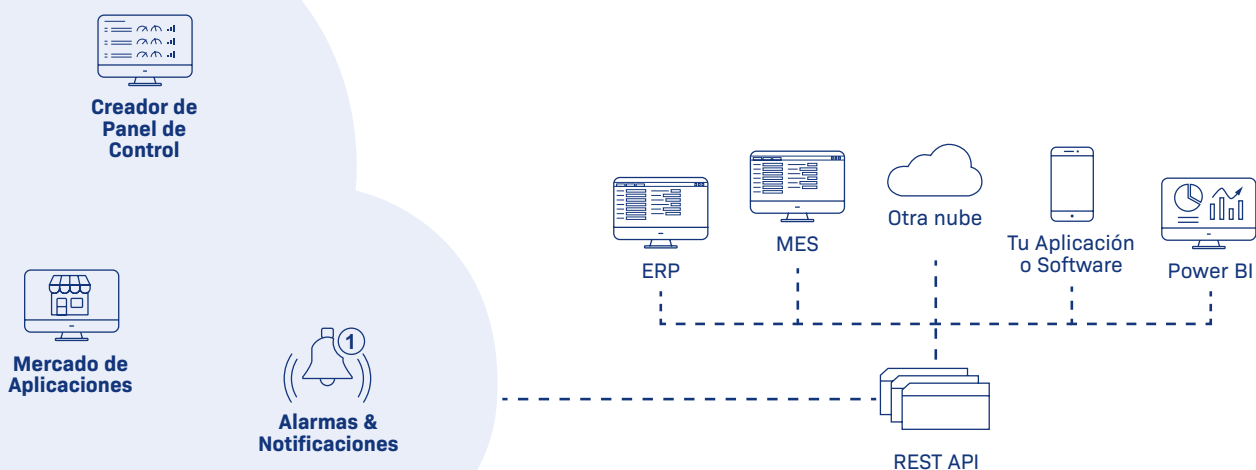 Creador de
Panel de
Control
Mercado de
Aplicaciones
1
Alarmas &
Notificaciones
ERP
MES
Otra nube
Tu Aplicación
o Software
Power BI
REST API